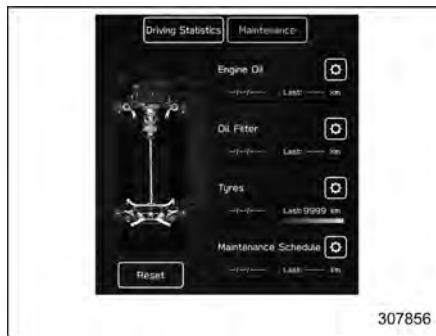 Driving Statistics Maintenance
Engine Oil
--/--/---- Last: ----- km
Oil Filter
--/--/---- Last: ----- km
Tyres
--/--/---- Last: 9999 km
Maintenance Schedule
--/--/---- Last: ----- km
Reset
307856